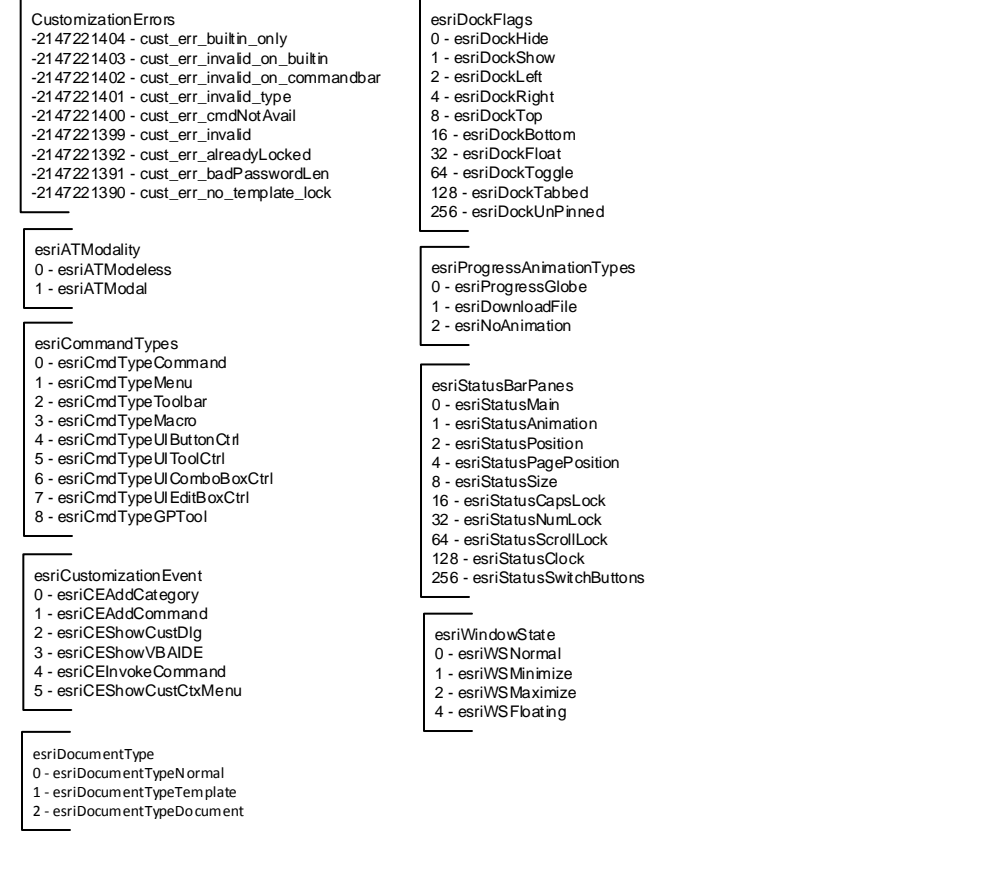 CustomizationErrors
-2147221404 - cust_err_builtin_only
-2147221403 - cust_err_invalid_on_builtin
-2147221402 - cust_err_invalid_on_commandbar
-2147221401 - cust_err_invalid_type
-2147221400 - cust_err_cmdNotAvail
-2147221399 - cust_err_invalid
-2147221392 - cust_err_alreadyLocked
-2147221391 - cust_err_badPasswordLen
-2147221390 - cust_err_no_template_lock
esriATModality
0 - esriATModeless
1 - esriATModal
esriCommandTypes
0 - esriCmdTypeCommand
1 - esriCmdTypeMenu
2 - esriCmdTypeToolbar
3 - esriCmdTypeMacro
4 - esriCmdTypeUIButtonCtrl
5 - esriCmdTypeUIToolCtrl
6 - esriCmdTypeUIComboBoxCtrl
7 - esriCmdTypeUIEditBoxCtrl
8 - esriCmdTypeGPTool
esriCustomizationEvent
0 - esriCEAddCategory
1 - esriCEAddCommand
2 - esriCEShowCustDlg
3 - esriCEShowVBAIDE
4 - esriCEInvokeCommand
5 - esriCEShowCustCtxMenu
esriDocumentType
0 - esriDocumentTypeNormal
1 - esriDocumentTypeTemplate
2 - esriDocumentTypeDocument
esriDockFlags
0 - esriDockHide
1 - esriDockShow
2 - esriDockLeft
4 - esriDockRight
8 - esriDockTop
16 - esriDockBottom
32 - esriDockFloat
64 - esriDockToggle
128 - esriDockTabbed
256 - esriDockUnPinned
esriProgressAnimationTypes
0 - esriProgressGlobe
1 - esriDownloadFile
2 - esriNoAnimation
esriStatusBarPanes
0 - esriStatusMain
1 - esriStatusAnimation
2 - esriStatusPosition
4 - esriStatusPagePosition
8 - esriStatusSize
16 - esriStatusCapsLock
32 - esriStatusNumLock
64 - esriStatusScrollLock
128 - esriStatusClock
256 - esriStatusSwitchButtons
esriWindowState
0 - esriWSNormal
1 - esriWSMinimize
2 - esriWSMaximize
4 - esriWSFloating